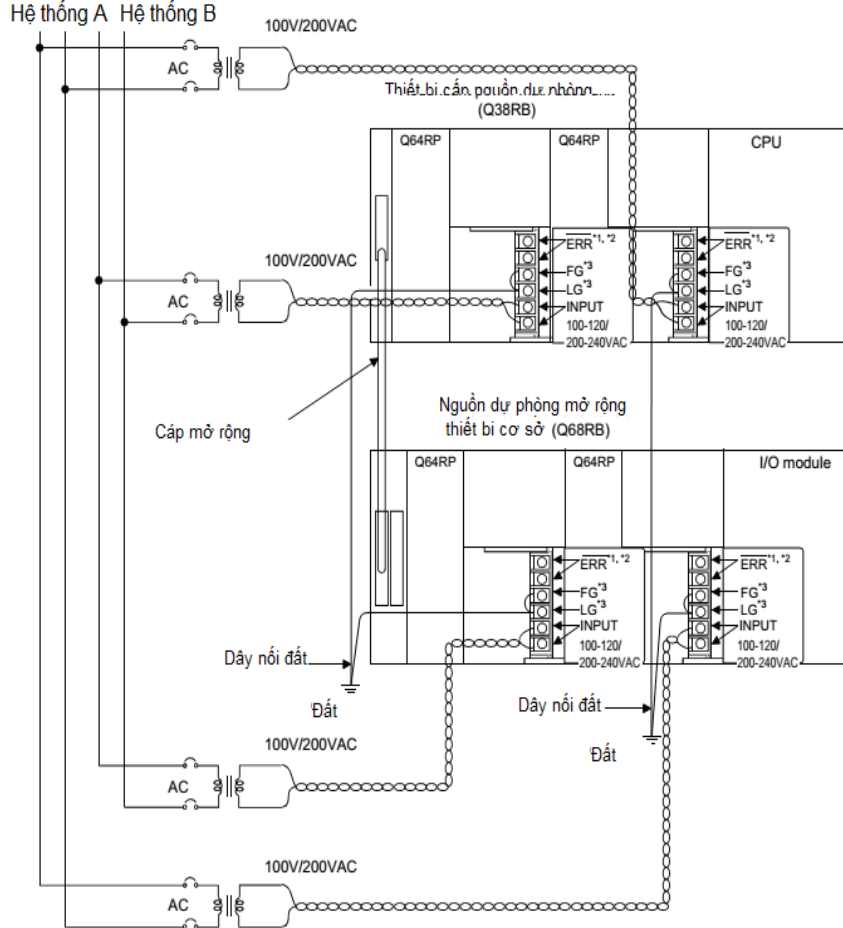 Hệ thống A Hệ thống B
100V/200VAC
AC
(Q38RB)
Q64RP
Q64RP
CPU
ERR*1, *2
FG*3
LG*3
INPUT
100-120/
200-240VAC
ERR*1, *2
FG*3
LG*3
INPUT
100-120/
200-240VAC
100V/200VAC
AC
Cáp mở rộng
Nguồn dự phòng mở rộng
thiết bi cơ sở (Q68RB)
Q64RP
Q64RP
I/O module
ERR*1, *2
FG*3
LG*3
INPUT
100-120/
200-240VAC
ERR*1, *2
FG*3
LG*3
INPUT
100-120/
200-240VAC
Dây nối đất
Đất
Dây nối đất
Đất
100V/200VAC
AC
100V/200VAC
AC